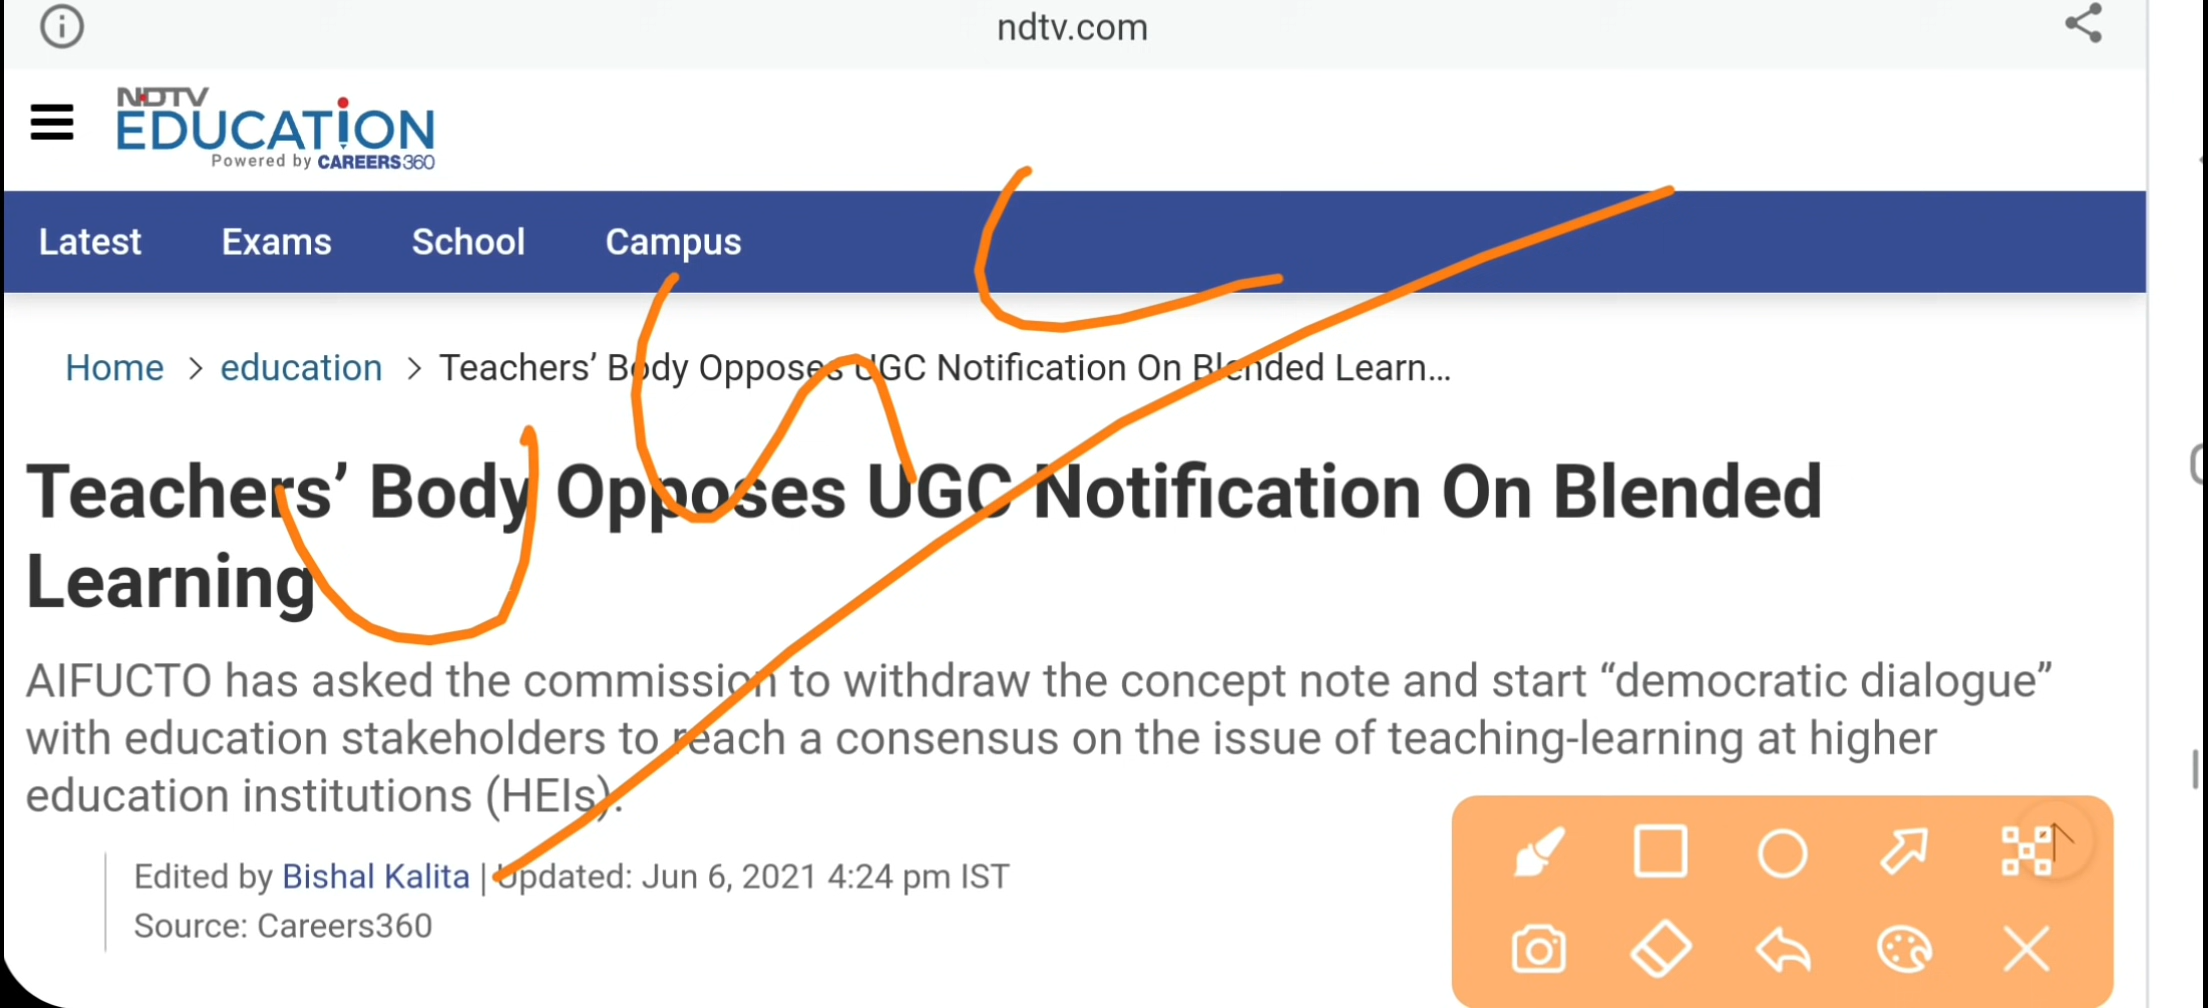 ndtv.com
NDTV
EDUCATION
Powered by CAREERS360
Latest Exams School Campus
Home > education > Teachers’ Body Opposes UGC Notification On Blended Learn...
Teachers’ Body Opposes UGC Notification On Blended
Learning
AIFUCTO has asked the commission to withdraw the concept note and start “democratic dialogue”
with education stakeholders to reach a consensus on the issue of teaching-learning at higher
education institutions (HEIs).
Edited by Bishal Kalita | Updated: Jun 6, 2021 4:24 pm IST
Source: Careers360